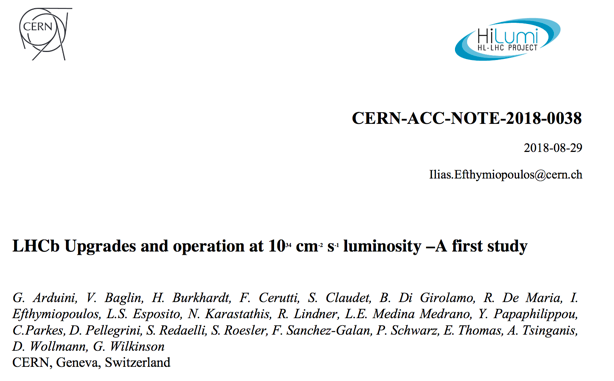 CERN
HiLumi
HL-LHC PROJECT
CERN-ACC-NOTE-2018-0038
2018-08-29
Ilias.Efthymiopoulos@cern.ch
LHCb Upgrades and operation at 10³⁴ cm⁻² s⁻¹ luminosity –A first study
G. Arduini, V. Baglin, H. Burkhardt, F. Cerutti, S. Claudet, B. Di Girolamo, R. De Maria, I.
Efthymiopoulos, L.S. Esposito, N. Karastathis, R. Lindner, L.E. Medina Medrano, Y. Papaphilippou,
C.Parkes, D. Pellegrini, S. Redaelli, S. Roesler, F. Sanchez-Galan, P. Schwarz, E. Thomas, A. Tsinganis,
D. Wollmann, G. Wilkinson
CERN, Geneva, Switzerland